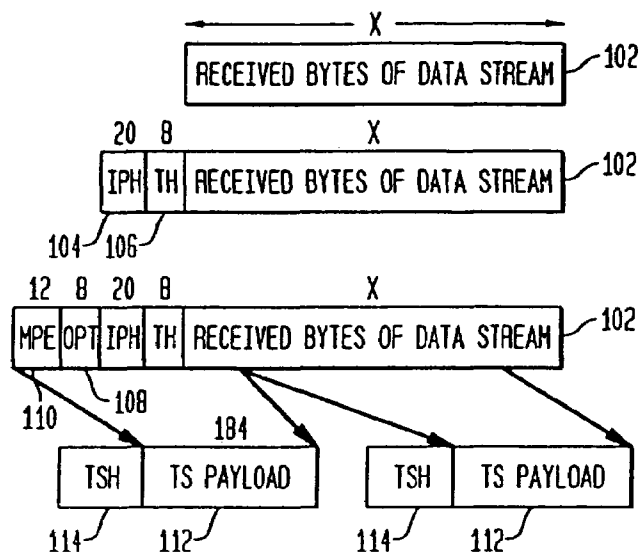 X
RECEIVED BYTES OF DATA STREAM 102
20 8 X
IPH TH RECEIVED BYTES OF DATA STREAM 102
104 106
12 8 20 8 X
MPE OPT IPH TH RECEIVED BYTES OF DATA STREAM 102
110 108
184
TSH TS PAYLOAD TSH TS PAYLOAD
114 112 114 112